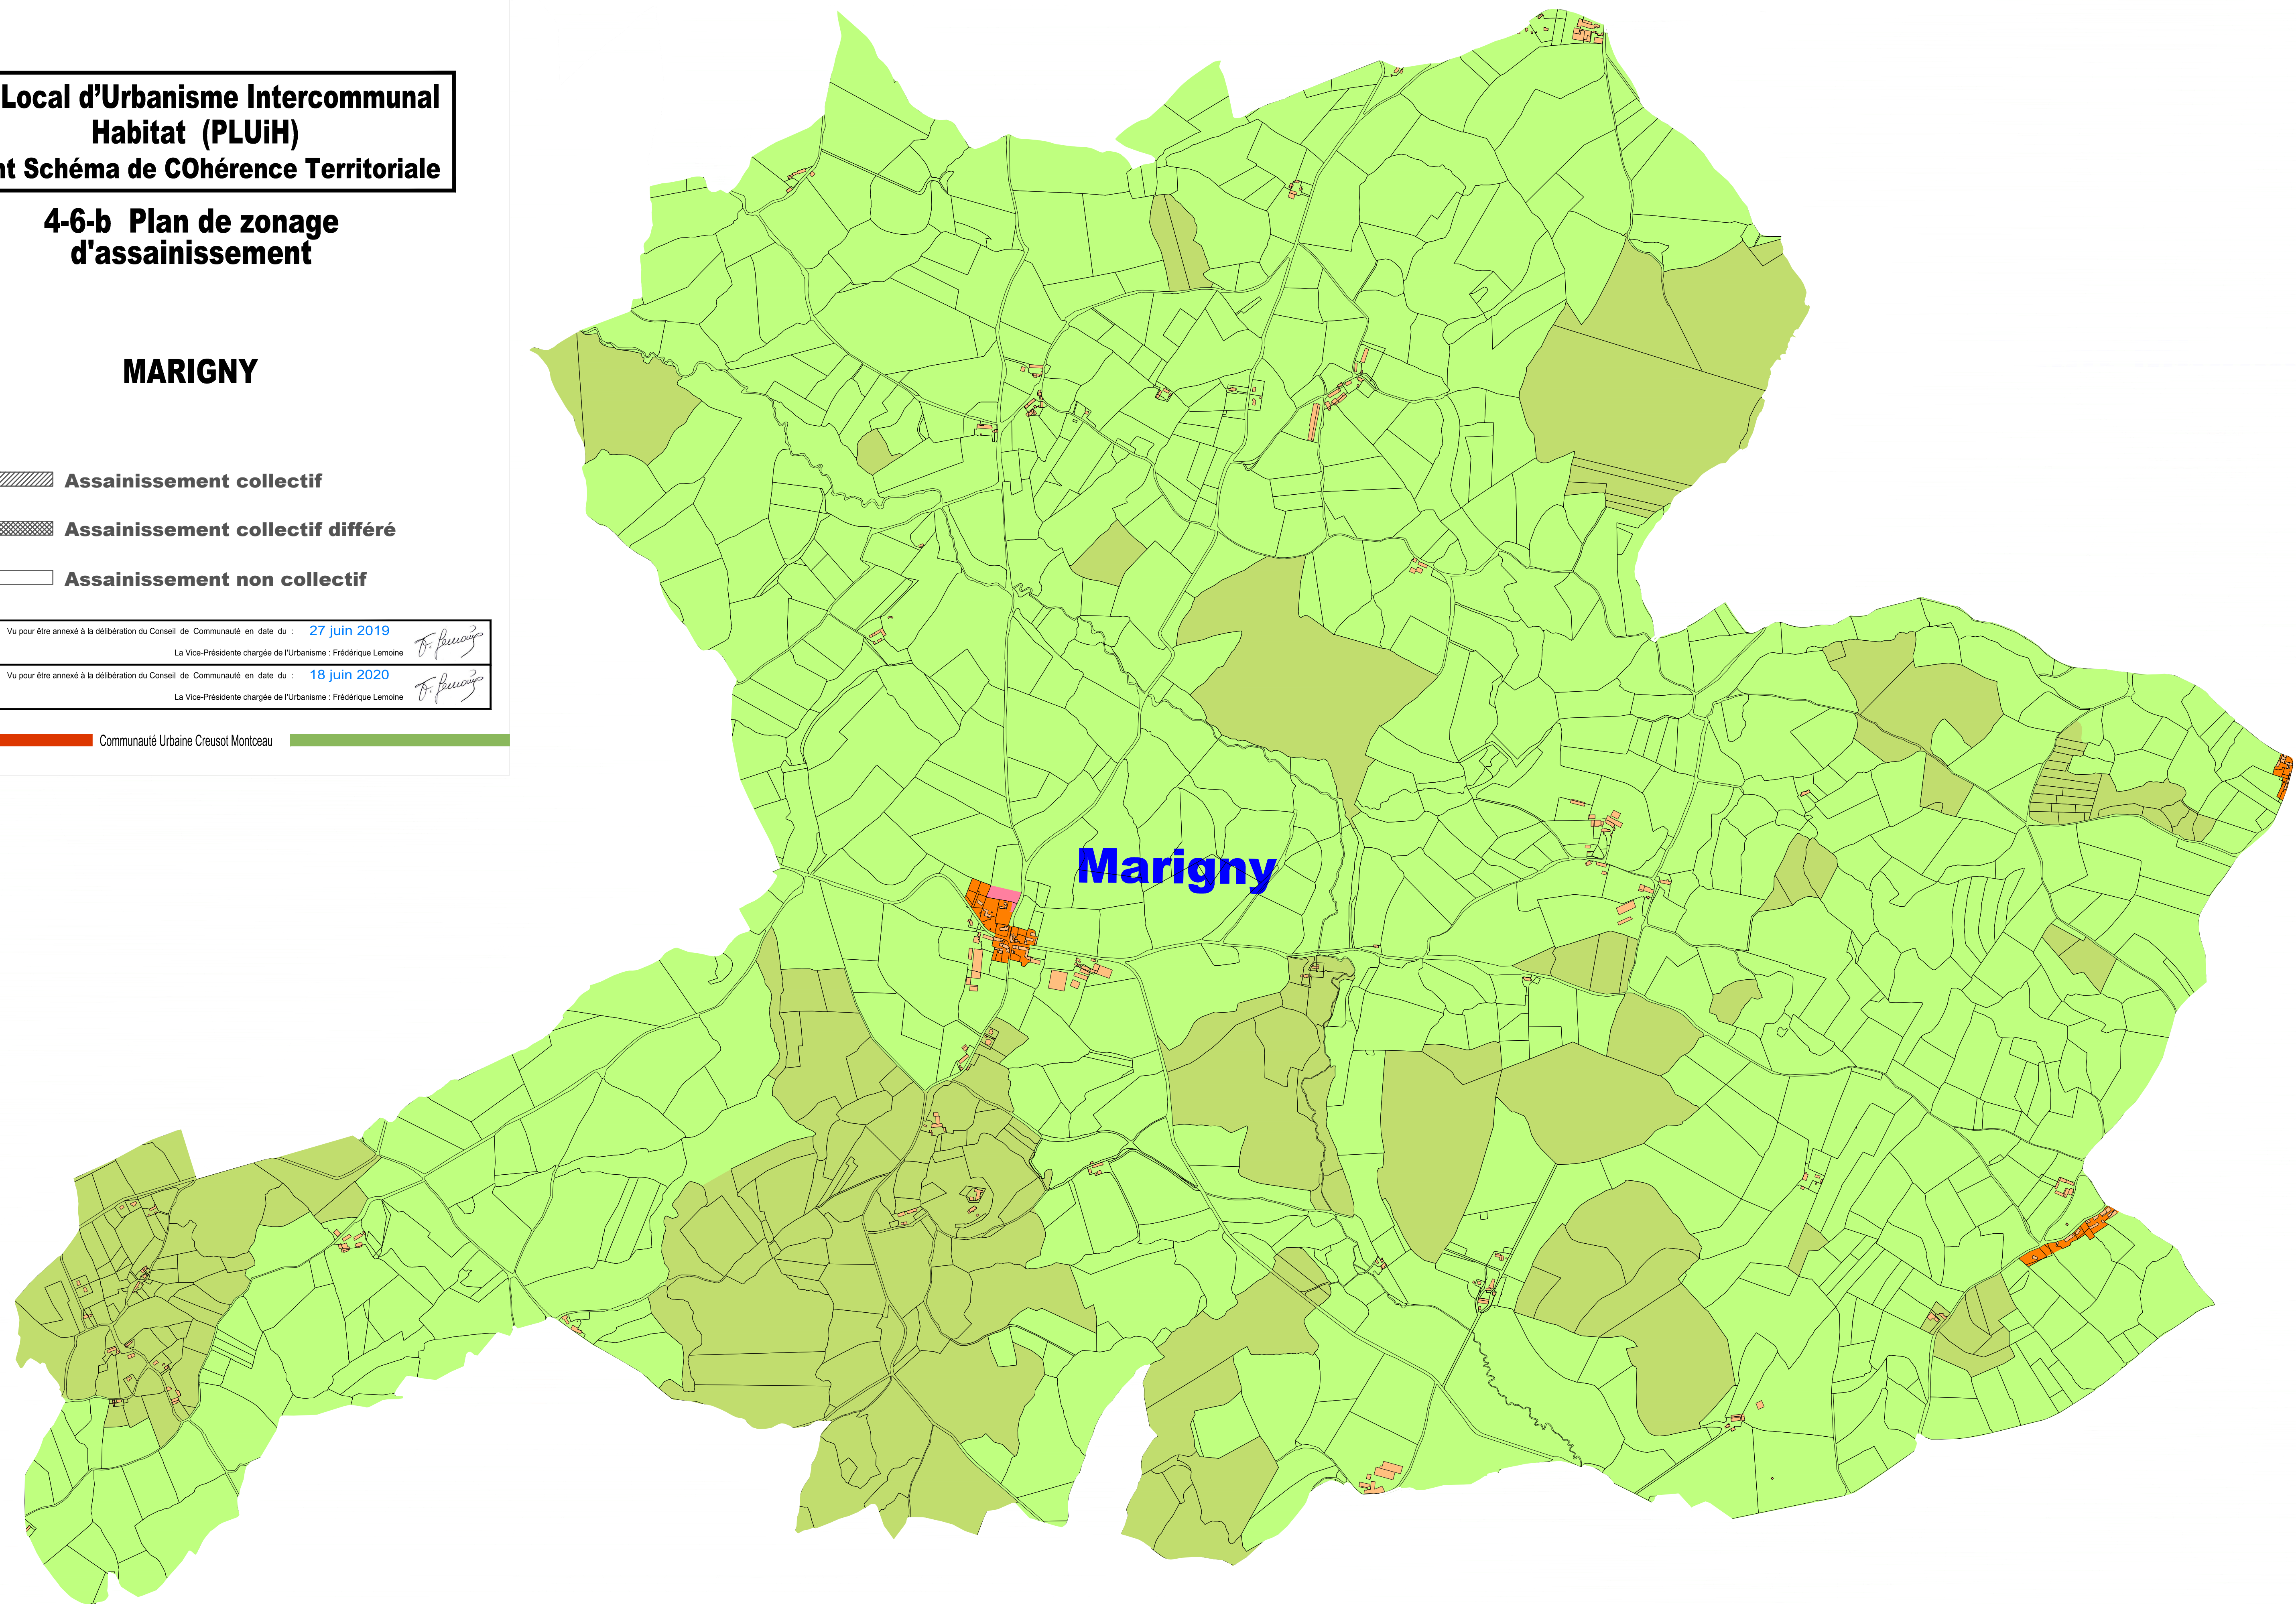 Local d’Urbanisme Intercommunal
Habitat (PLUiH)
nt Schéma de COhérence Territoriale
4-6-b Plan de zonage
d'assainissement
MARIGNY
Assainissement collectif
Assainissement collectif différé
Assainissement non collectif
Vu pour être annexé à la délibération du Conseil de Communauté en date du : 27 juin 2019
La Vice-Présidente chargée de l'Urbanisme : Frédérique Lemoine
Vu pour être annexé à la délibération du Conseil de Communauté en date du : 18 juin 2020
La Vice-Présidente chargée de l'Urbanisme : Frédérique Lemoine
Communauté Urbaine Creusot Montceau
Marigny